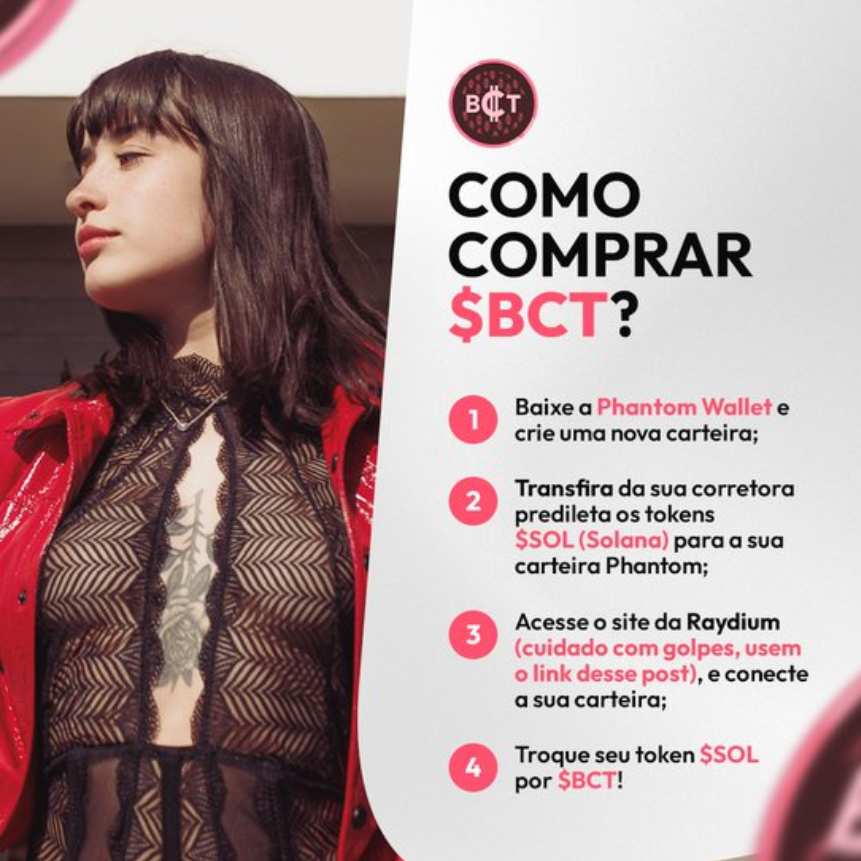 BCT
COMO
COMPRAR
$BCT?
1
Baixe a Phantom Wallet e
crie uma nova carteira;
2
Transfira da sua corretora
predileta os tokens
$SOL (Solana) para a sua
carteira Phantom;
3
Acesse o site da Raydium
(cuidado com golpes, usem
o link desse post), e conecte
a sua carteira;
4
Troque seu token $SOL
por $BCT!